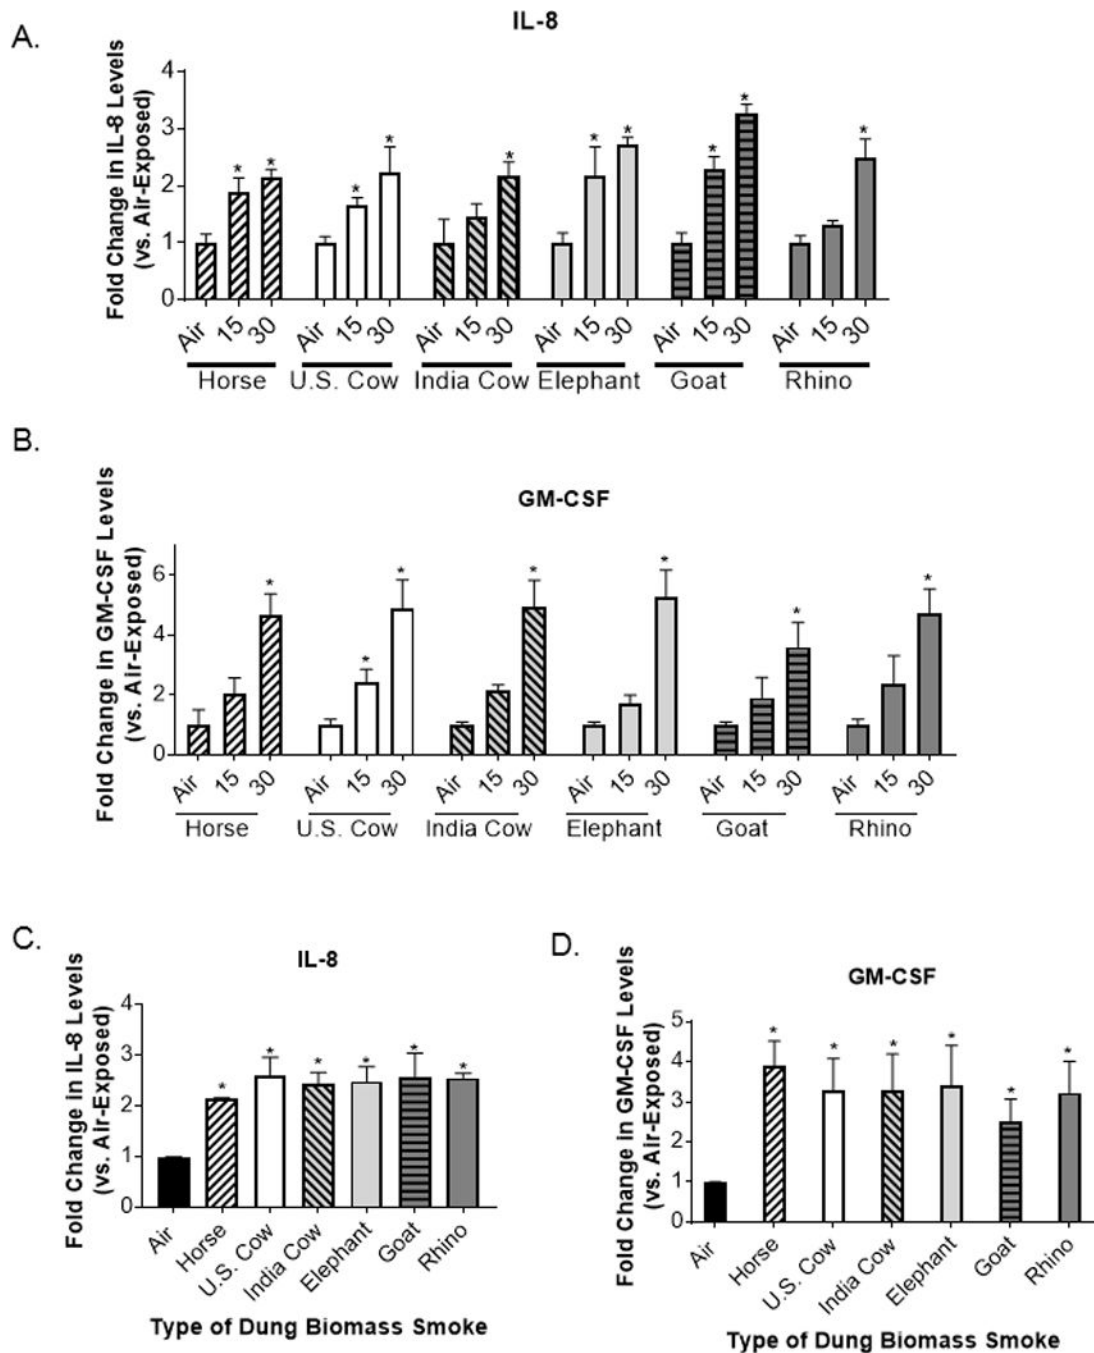 A.
IL-8
Fold Change in IL-8 Levels
(vs. Air-Exposed)
4
3
2
1
0
* * * * * * * * * *
Air 15 30 Air 15 30 Air 15 30 Air 15 30 Air 15 30 Air 15 30
Horse U.S. Cow India Cow Elephant Goat Rhino
B.
GM-CSF
Fold Change in GM-CSF Levels
(vs. Air-Exposed)
6
4
2
0
* * * * * * *
Air 15 30 Air 15 30 Air 15 30 Air 15 30 Air 15 30 Air 15 30
Horse U.S. Cow India Cow Elephant Goat Rhino
C.
IL-8
Fold Change in IL-8 Levels
(vs. Air-Exposed)
4
3
2
1
0
* * * * * *
Air Horse U.S. Cow India Cow Elephant Goat Rhino
Type of Dung Biomass Smoke
D.
GM-CSF
Fold Change in GM-CSF Levels
(vs. Air-Exposed)
5
4
3
2
1
0
* * * * * *
Air Horse U.S. Cow India Cow Elephant Goat Rhino
Type of Dung Biomass Smoke